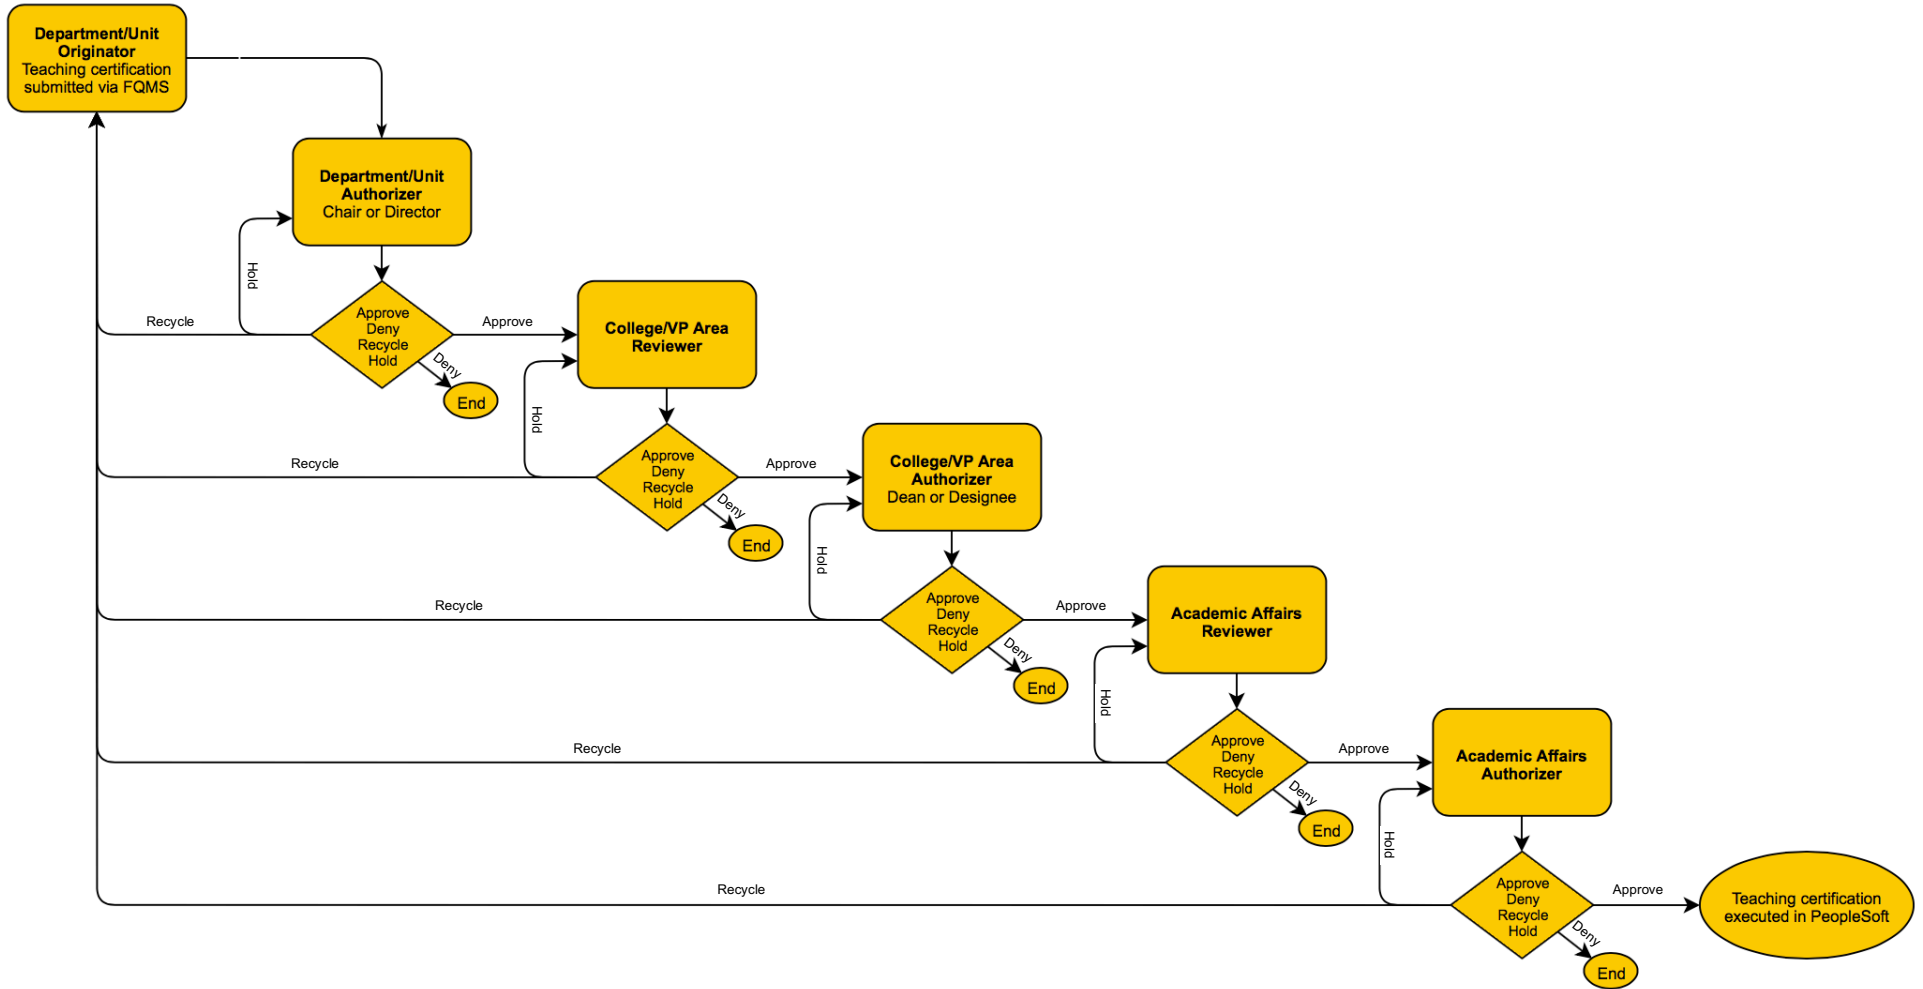 Department/Unit
Originator
Teaching certification
submitted via FQMS
Department/Unit
Authorizer
Chair or Director
Hold
Recycle
Approve
Deny
Recycle
Hold
Approve
Deny
End
College/VP Area
Reviewer
Hold
Recycle
Approve
Deny
Recycle
Hold
Approve
Deny
End
College/VP Area
Authorizer
Dean or Designee
Hold
Recycle
Approve
Deny
Recycle
Hold
Approve
Deny
End
Academic Affairs
Reviewer
Hold
Recycle
Approve
Deny
Recycle
Hold
Approve
Deny
End
Academic Affairs
Authorizer
Hold
Recycle
Approve
Deny
Recycle
Hold
Approve
Deny
End
Teaching certification
executed in PeopleSoft